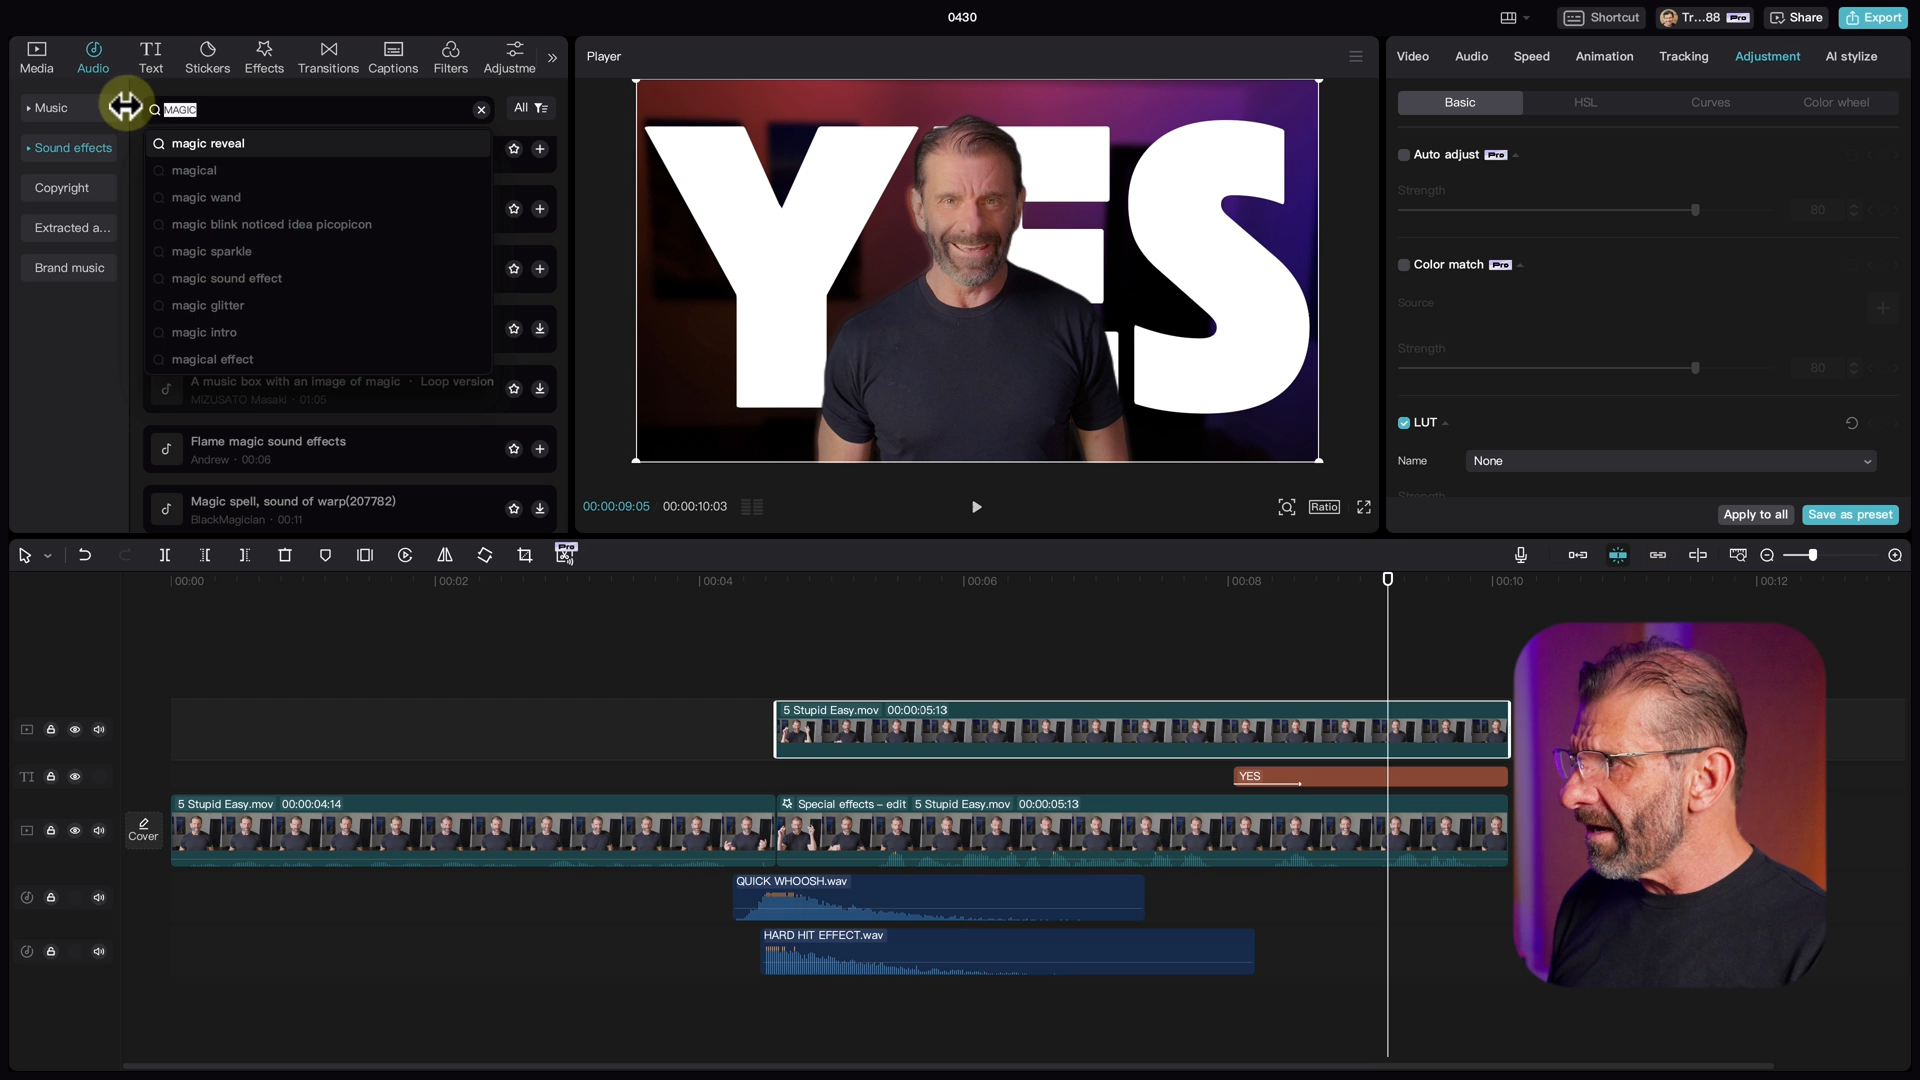 0430
Shortcut
Tr...88 Pro
Share
Export
Media
Audio
Text
Stickers
Effects
Transitions
Captions
Filters
Adjustme
Music
Sound effects
Copyright
Extracted a...
Brand music
MAGIC
All
magic reveal
magical
magic wand
magic blink noticed idea picopicon
magic sparkle
magic sound effect
magic glitter
magic intro
magical effect
A music box with an image of magic · Loop version
MIZUSATO Masaki · 01:05
Flame magic sound effects
Andrew · 00:06
Magic spell, sound of warp(207782)
BlackMagician · 00:11
Player
YES
00:00:09:05 00:00:10:03
Ratio
Video
Audio
Speed
Animation
Tracking
Adjustment
AI stylize
Basic
HSL
Curves
Color wheel
Auto adjust Pro
Strength
80
Color match Pro
Source
Strength
80
LUT
Name
None
Strength
Apply to all
Save as preset
Pro
00:00
00:02
00:04
00:06
00:08
00:10
00:12
5 Stupid Easy.mov 00:00:05:13
TI
YES
Cover
5 Stupid Easy.mov 00:00:04:14
Special effects – edit 5 Stupid Easy.mov 00:00:05:13
QUICK WHOOSH.wav
HARD HIT EFFECT.wav